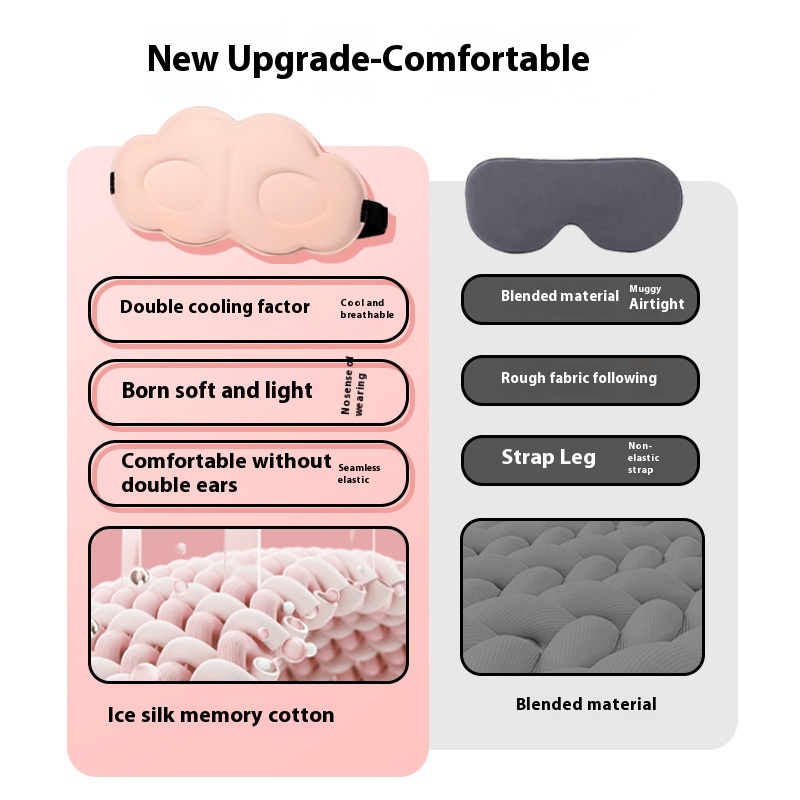 New Upgrade-Comfortable
Double cooling factor
Cool and
breathable
Born soft and light
No sense of
wearing
Comfortable without
double ears
Seamless
elastic
Ice silk memory cotton
Blended material
Muggy
Airtight
Rough fabric following
Strap Leg
Non-
elastic
strap
Blended material